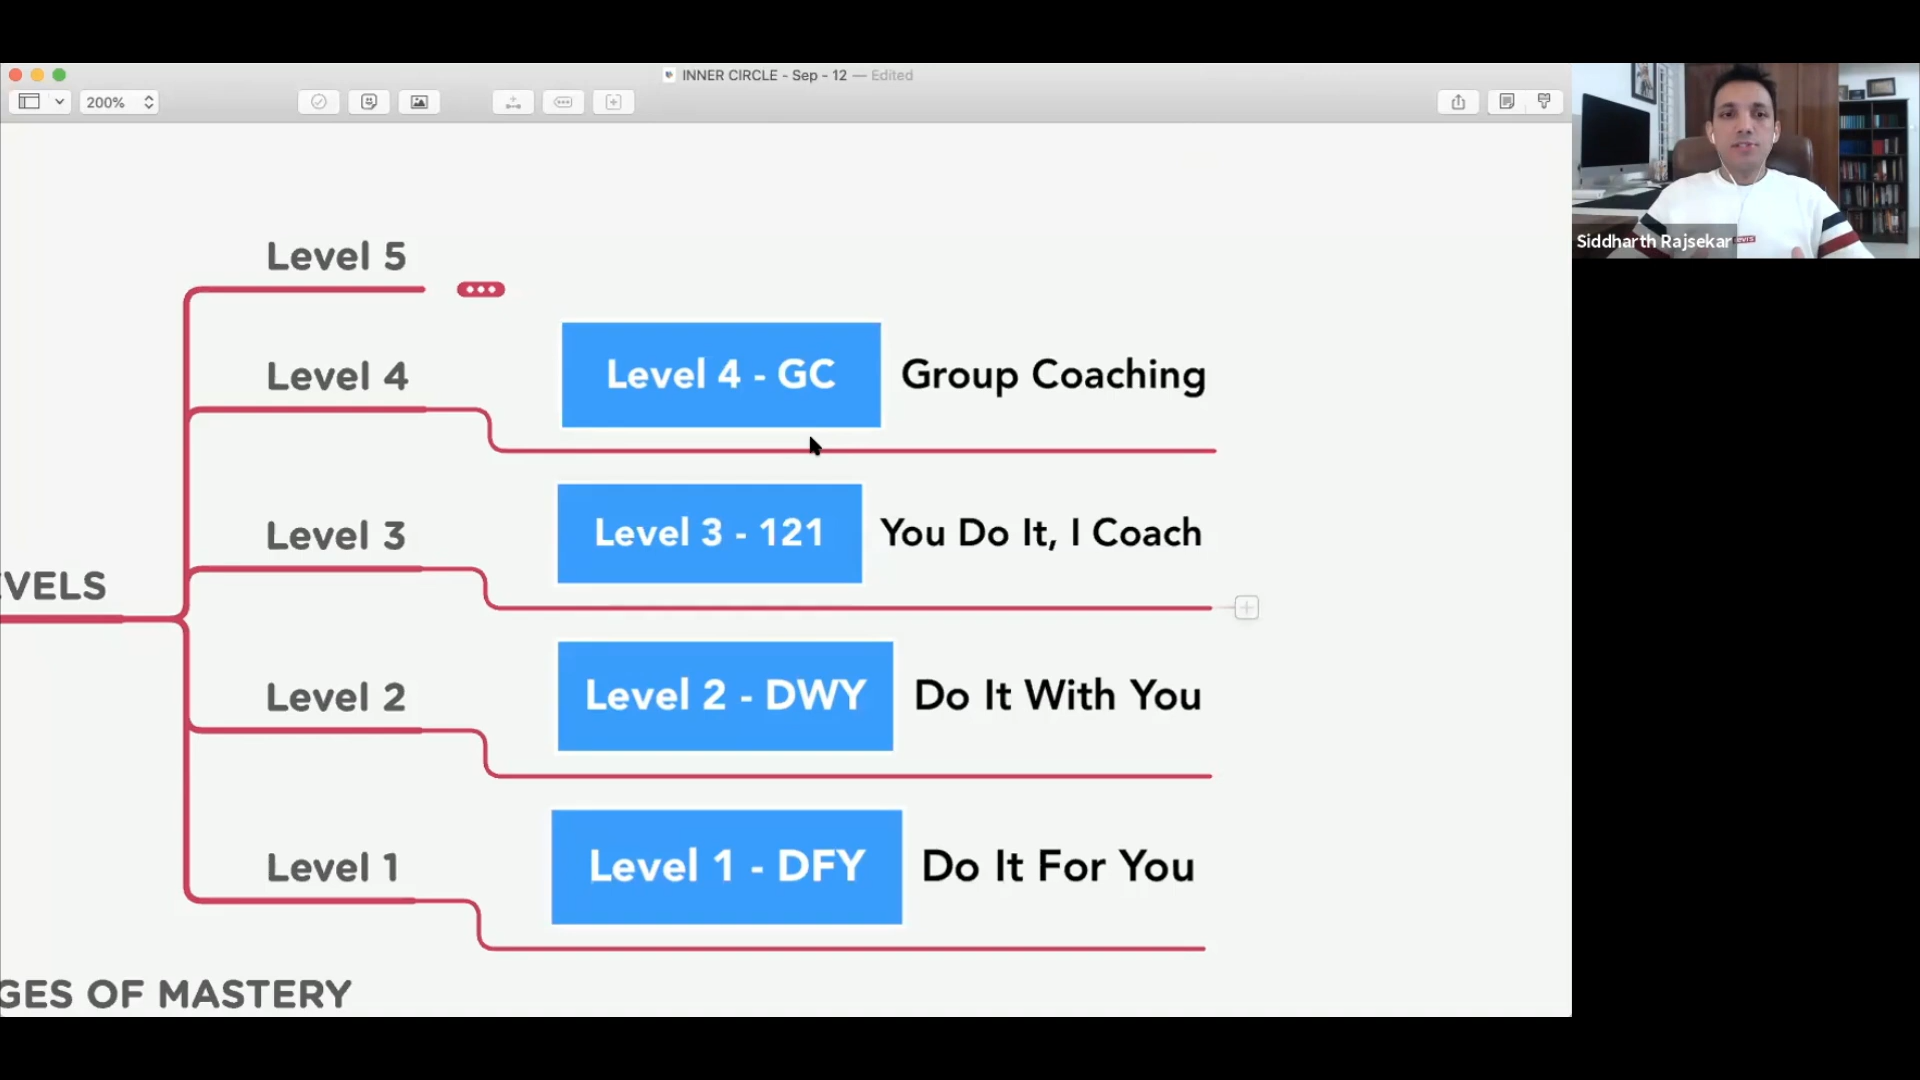 INNER CIRCLE - Sep - 12 — Edited
200%
Siddharth Rajsekar
LEVI'S
Level 5
Level 4
Level 4 - GC
Group Coaching
Level 3
Level 3 - 121
You Do It, I Coach
EVELS
Level 2
Level 2 - DWY
Do It With You
Level 1
Level 1 - DFY
Do It For You
GES OF MASTERY